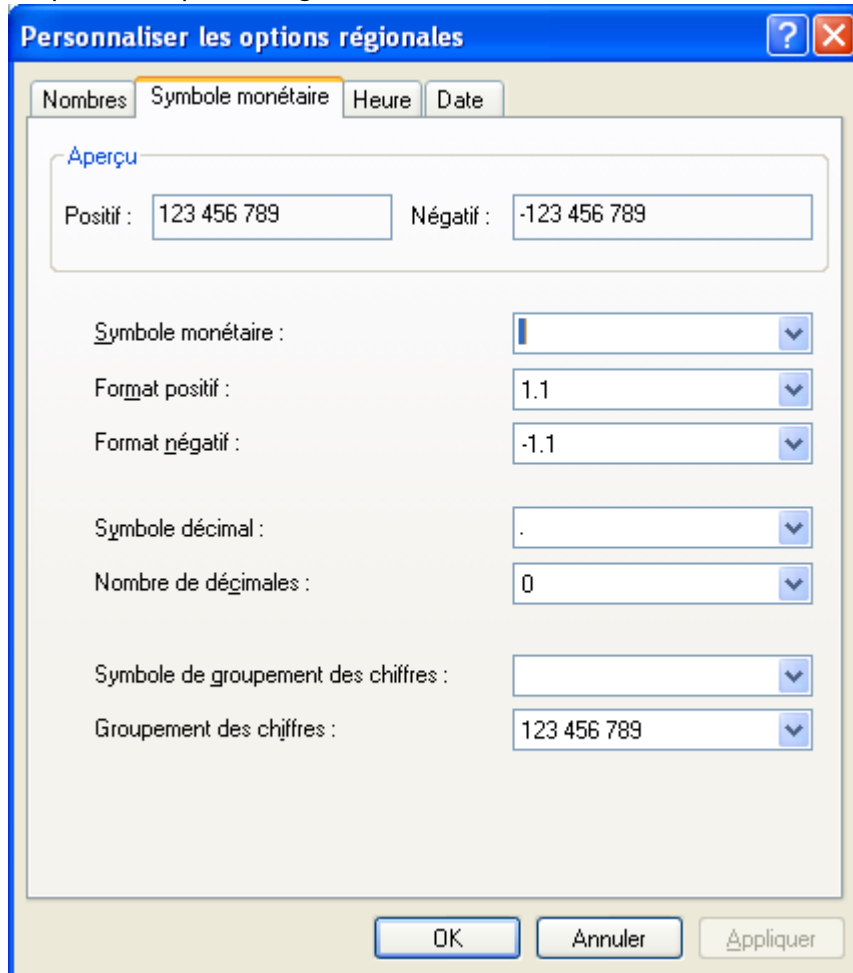 Personnaliser les options régionales
Nombres Symbole monétaire Heure Date
Aperçu
Positif : 123 456 789 Négatif : -123 456 789
Symbole monétaire :
Format positif : 1.1
Format négatif : -1.1
Symbole décimal : .
Nombre de décimales : 0
Symbole de groupement des chiffres :
Groupement des chiffres : 123 456 789
OK Annuler Appliquer